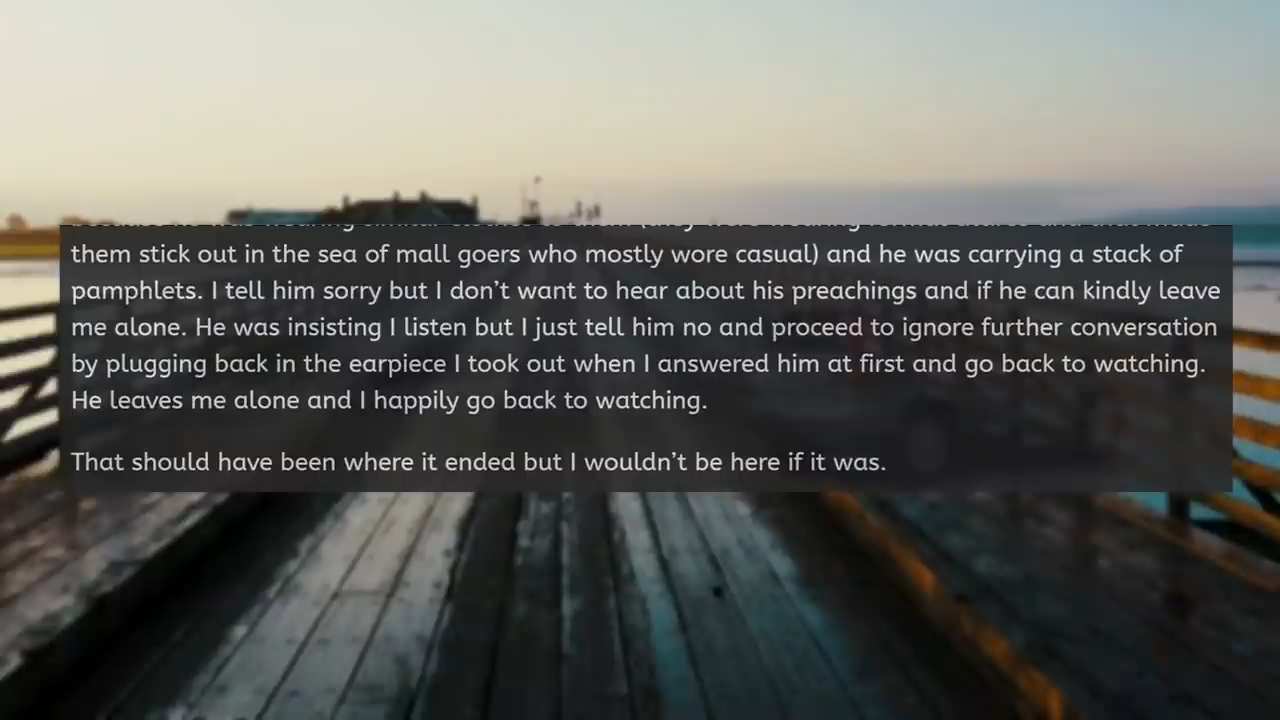 them stick out in the sea of mall goers who mostly wore casual) and he was carrying a stack of
pamphlets. I tell him sorry but I don't want to hear about his preachings and if he can kindly leave
me alone. He was insisting I listen but I just tell him no and proceed to ignore further conversation
by plugging back in the earpiece I took out when I answered him at first and go back to watching.
He leaves me alone and I happily go back to watching.
That should have been where it ended but I wouldn't be here if it was.